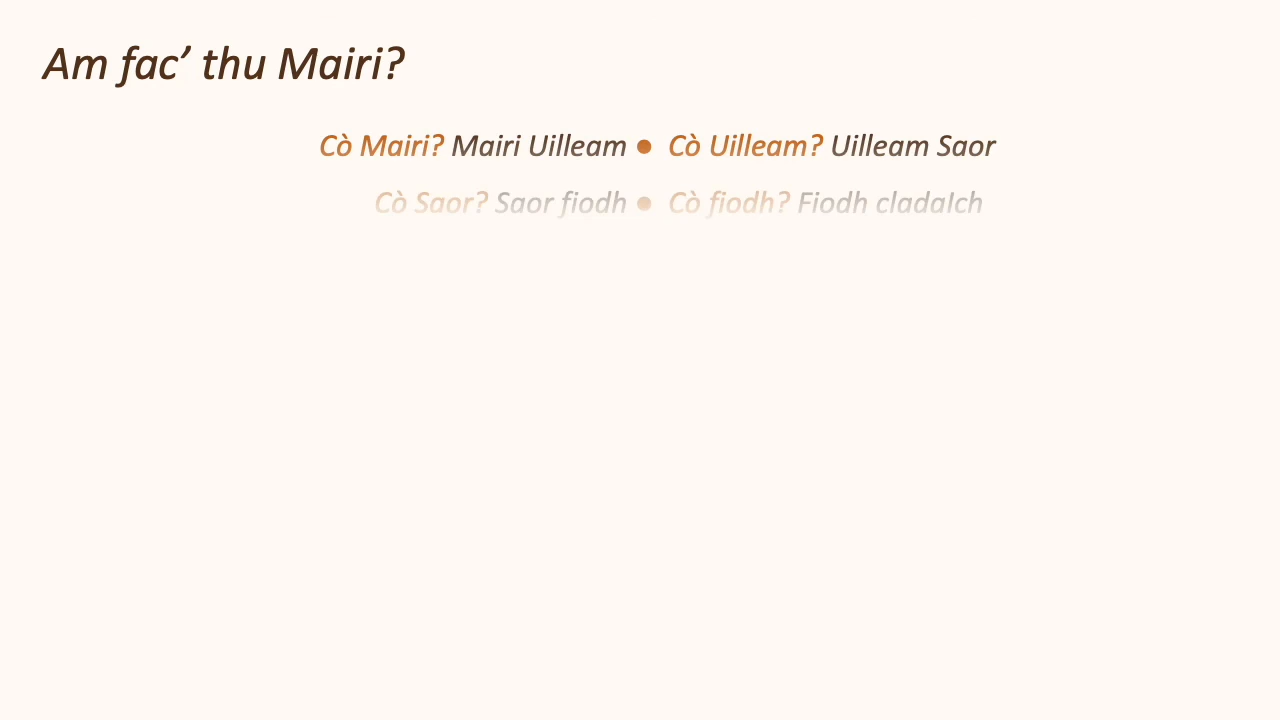 Am fac’ thu Mairi?
Cò Mairi? Mairi Uilleam ● Cò Uilleam? Uilleam Saor
Cò Saor? Saor fiodh ● Cò fiodh? Fiodh cladaIch